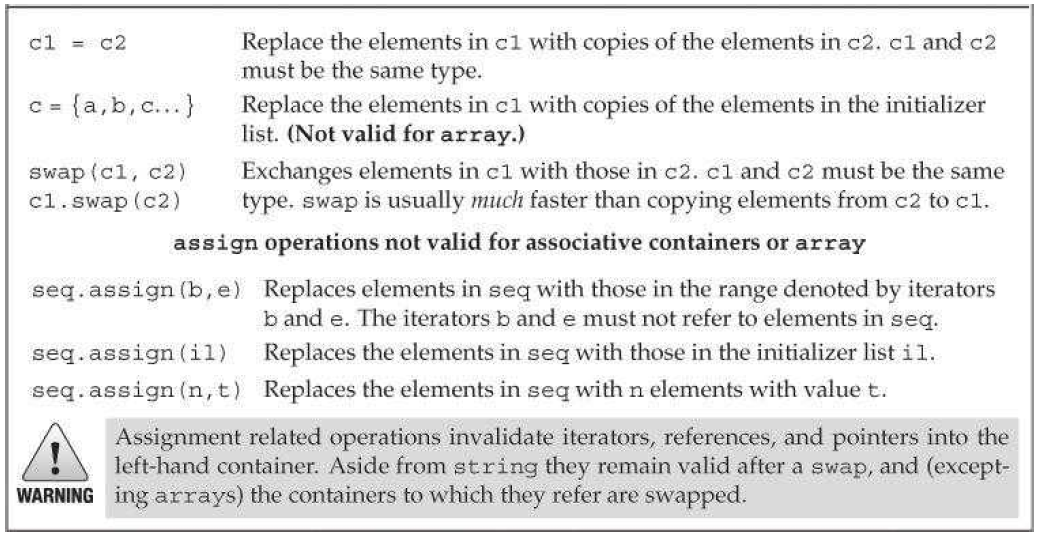 c1 = c2 Replace the elements in c1 with copies of the elements in c2. c1 and c2
must be the same type.
c = {a,b,c...} Replace the elements in c1 with copies of the elements in the initializer
list. (Not valid for array.)
swap(c1, c2) Exchanges elements in c1 with those in c2. c1 and c2 must be the same
c1.swap(c2) type. swap is usually much faster than copying elements from c2 to c1.
assign operations not valid for associative containers or array
seq.assign(b,e) Replaces elements in seq with those in the range denoted by iterators
b and e. The iterators b and e must not refer to elements in seq.
seq.assign(il) Replaces the elements in seq with those in the initializer list il.
seq.assign(n,t) Replaces the elements in seq with n elements with value t.
Assignment related operations invalidate iterators, references, and pointers into the
left-hand container. Aside from string they remain valid after a swap, and (except-
WARNING ing arrays) the containers to which they refer are swapped.